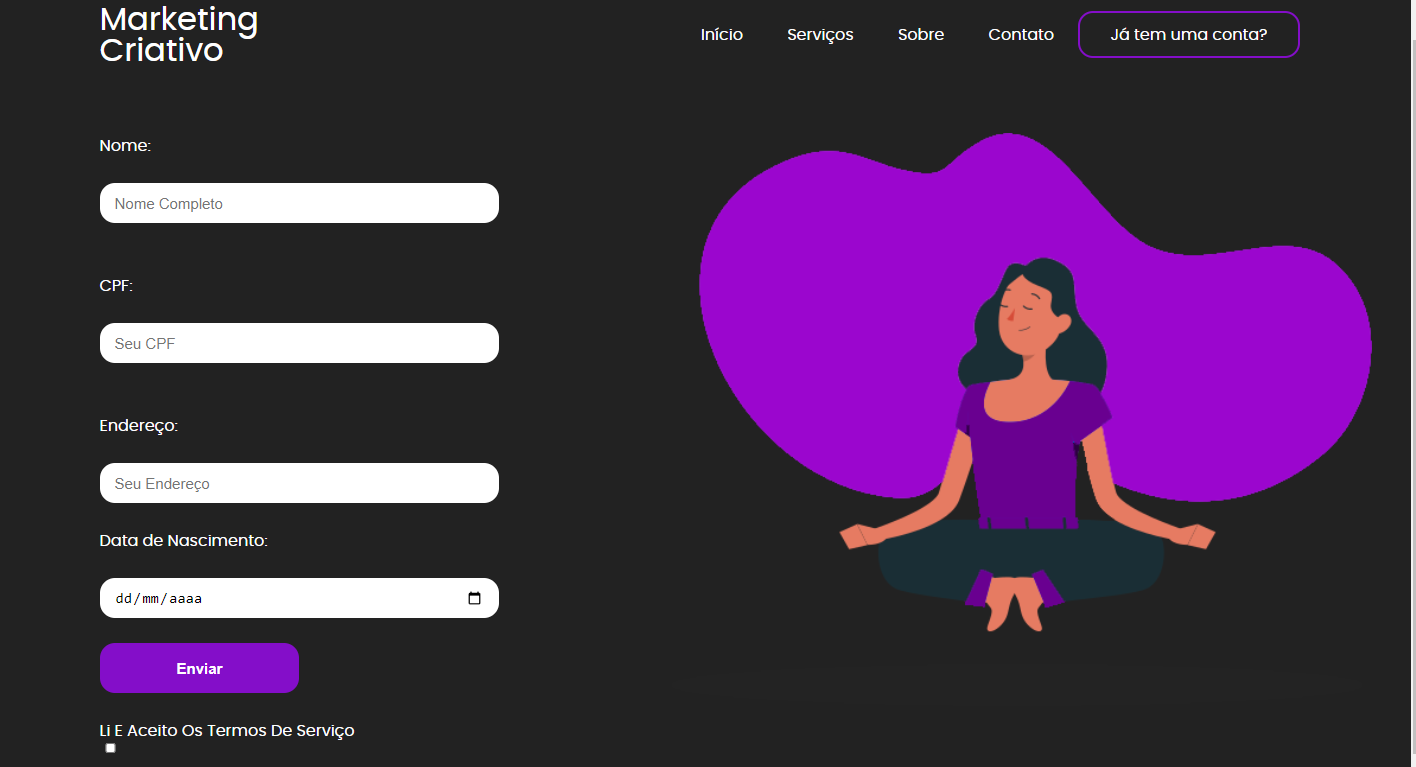 Marketing
Criativo
Início Serviços Sobre Contato Já tem uma conta?
Nome:
Nome Completo
CPF:
Seu CPF
Endereço:
Seu Endereço
Data de Nascimento:
dd/mm/aaaa
Enviar
Li E Aceito Os Termos De Serviço